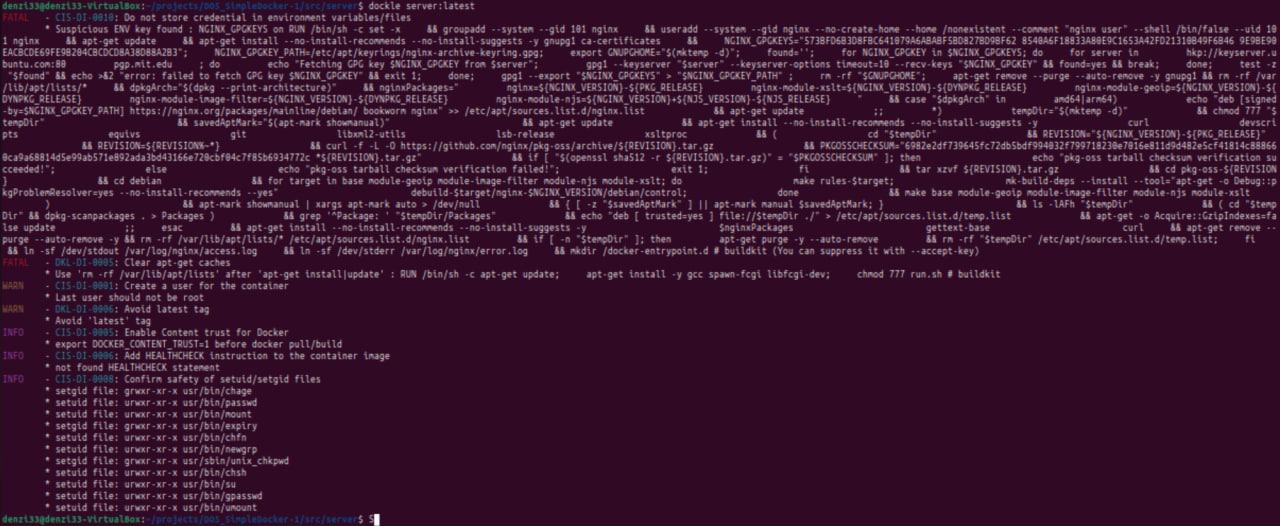 denzi33@denzi33-VirtualBox:~/projects/DOS_SimpleDocker-1/src/server$ dockle server:latest
FATAL - CIS-DI-0010: Do not store credential in environment variables/files
* Suspicious ENV key found : NGINX_GPGKEYS on RUN /bin/sh -c set -x && groupadd --system --gid 101 nginx && useradd --system --gid nginx --no-create-home --home /nonexistent --comment "nginx user" --shell /bin/false --uid 10
1 nginx && apt-get update && apt-get install --no-install-recommends --no-install-suggests -y gnupg1 ca-certificates && NGINX_GPGKEYS="573BFD6B3D8FBC641079A6ABABF5BD827BD9BF62 8540A6F18833A80E9C1653A42FD21310B49F6B46 9E9BE90
EACBCDE69FE9B204CBCDCD8A38D88A2B3"; NGINX_GPGKEY_PATH=/etc/apt/keyrings/nginx-archive-keyring.gpg; export GNUPGHOME="$(mktemp -d)"; found=''; for NGINX_GPGKEY in $NGINX_GPGKEYS; do for server in hkp://keyserver.u
buntu.com:80 pgp.mit.edu ; do echo "Fetching GPG key $NGINX_GPGKEY from $server"; gpg1 --keyserver "$server" --keyserver-options timeout=10 --recv-keys "$NGINX_GPGKEY" && found=yes && break; done; test -z
"$found" && echo >&2 "error: failed to fetch GPG key $NGINX_GPGKEY" && exit 1; done; gpg1 --export "$NGINX_GPGKEYS" > "$NGINX_GPGKEY_PATH" ; rm -rf "$GNUPGHOME"; apt-get remove --purge --auto-remove -y gnupg1 && rm -rf /var
/lib/apt/lists/* && dpkgArch="$(dpkg --print-architecture)" && nginxPackages=" nginx=${NGINX_VERSION}-${PKG_RELEASE} nginx-module-xslt=${NGINX_VERSION}-${DYNPKG_RELEASE} nginx-module-geoip=${NGINX_VERSION}-${
DYNPKG_RELEASE} nginx-module-image-filter=${NGINX_VERSION}-${DYNPKG_RELEASE} nginx-module-njs=${NGINX_VERSION}+${NJS_VERSION}-${NJS_RELEASE} " && case "$dpkgArch" in amd64|arm64) echo "deb [signed
-by=$NGINX_GPGKEY_PATH] https://nginx.org/packages/mainline/debian/ bookworm nginx" >> /etc/apt/sources.list.d/nginx.list && apt-get update ;; *) tempDir="$(mktemp -d)" && chmod 777 "$
tempDir" && savedAptMark="$(apt-mark showmanual)" && apt-get update && apt-get install --no-install-recommends --no-install-suggests -y curl devscri
pts equivs git libxml2-utils lsb-release xsltproc && ( cd "$tempDir" && REVISION="${NGINX_VERSION}-${PKG_RELEASE}"
&& REVISION=${REVISION%~*} && curl -f -L -O https://github.com/nginx/pkg-oss/archive/${REVISION}.tar.gz && PKGOSSCHECKSUM=
0ca9a68814d5e99ab571e892ada3bd43166e720cbf04c7f85b6934772c *${REVISION}.tar.gz" && if [ "$(openssl sha512 -r ${REVISION}.tar.gz)" = "$PKGOSSCHECKSUM" ]; then echo "pkg-oss tarball checksum verification su
cceeded!"; else echo "pkg-oss tarball checksum verification failed!"; exit 1; fi && tar xzvf ${REVISION}.tar.gz && cd pkg-oss-${REVISION
} && cd debian && for target in base module-geoip module-image-filter module-njs module-xslt; do make rules-$target; mk-build-deps --install --tool="apt-get -o Debug::p
kgProblemResolver=yes --no-install-recommends --yes" debuild-$target/nginx-$NGINX_VERSION/debian/control; done && make base module-geoip module-image-filter module-njs module-xslt
) && apt-mark showmanual | xargs apt-mark auto > /dev/null && { [ -z "$savedAptMark" ] || apt-mark manual $savedAptMark; } && ls -lAFh "$tempDir" && ( cd "$temp
Dir" && dpkg-scanpackages . > Packages ) && grep '^Package: ' "$tempDir/Packages" && echo "deb [ trusted=yes ] file://$tempDir ./" > /etc/apt/sources.list.d/temp.list && apt-get -o Acquire::GzipIndexes=fa
lse update ;; esac && apt-get install --no-install-recommends --no-install-suggests -y $nginxPackages gettext-base curl && apt-get remove --
purge --auto-remove -y && rm -rf /var/lib/apt/lists/* /etc/apt/sources.list.d/nginx.list && if [ -n "$tempDir" ]; then apt-get purge -y --auto-remove && rm -rf "$tempDir" /etc/apt/sources.list.d/temp.list; fi
&& ln -sf /dev/stdout /var/log/nginx/access.log && ln -sf /dev/stderr /var/log/nginx/error.log && mkdir /docker-entrypoint.d # buildkit (You can suppress it with --accept-key)
FATAL - DKL-DI-0005: Clear apt-get caches
* Use 'rm -rf /var/lib/apt/lists' after 'apt-get install|update' : RUN /bin/sh -c apt-get update; apt-get install -y gcc spawn-fcgi libfcgi-dev; chmod 777 run.sh # buildkit
WARN - CIS-DI-0001: Create a user for the container
* Last user should not be root
WARN - DKL-DI-0006: Avoid latest tag
* Avoid 'latest' tag
INFO - CIS-DI-0005: Enable Content trust for Docker
* export DOCKER_CONTENT_TRUST=1 before docker pull/build
INFO - CIS-DI-0006: Add HEALTHCHECK instruction to the container image
* not found HEALTHCHECK statement
INFO - CIS-DI-0008: Confirm safety of setuid/setgid files
* setgid file: grwxr-xr-x usr/bin/chage
* setuid file: urwxr-xr-x usr/bin/passwd
* setuid file: urwxr-xr-x usr/bin/mount
* setgid file: grwxr-xr-x usr/bin/expiry
* setuid file: urwxr-xr-x usr/bin/chfn
* setuid file: urwxr-xr-x usr/bin/newgrp
* setgid file: grwxr-xr-x usr/sbin/unix_chkpwd
* setuid file: urwxr-xr-x usr/bin/chsh
* setuid file: urwxr-xr-x usr/bin/su
* setuid file: urwxr-xr-x usr/bin/gpasswd
* setuid file: urwxr-xr-x usr/bin/umount
denzi33@denzi33-VirtualBox:~/projects/DOS_SimpleDocker-1/src/server$ S